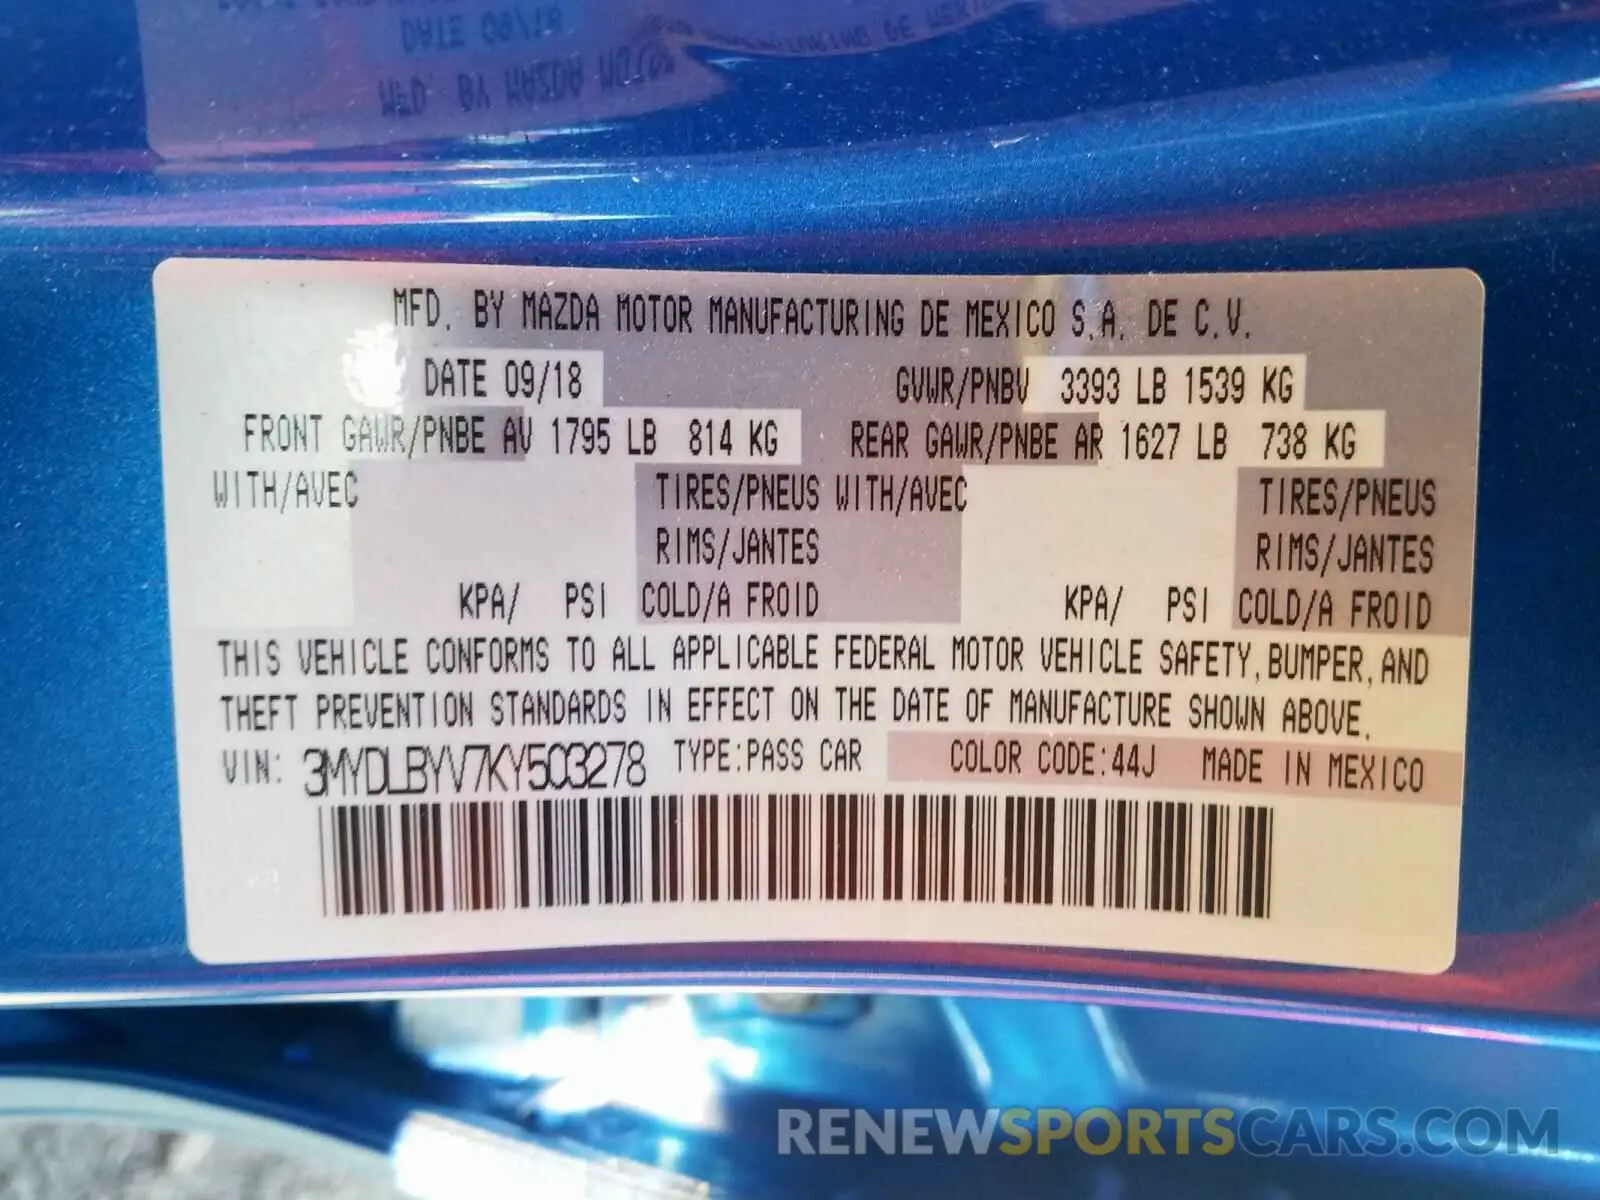 MFD. BY MAZDA MOTOR MANUFACTURING DE MEXICO S.A. DE C.V.
DATE 09/18 GVWR/PNBV 3393 LB 1539 KG
FRONT GAWR/PNBE AV 1795 LB 814 KG REAR GAWR/PNBE AR 1627 LB 738 KG
WITH/AVEC TIRES/PNEUS WITH/AVEC TIRES/PNEUS
RIMS/JANTES RIMS/JANTES
KPA/ PSI COLD/A FROID KPA/ PSI COLD/A FROID
THIS VEHICLE CONFORMS TO ALL APPLICABLE FEDERAL MOTOR VEHICLE SAFETY, BUMPER, AND
THEFT PREVENTION STANDARDS IN EFFECT ON THE DATE OF MANUFACTURE SHOWN ABOVE.
VIN: 3MYDLBYV7KY503278 TYPE:PASS CAR COLOR CODE:44J MADE IN MEXICO
RENEWSPORTSCARS.COM